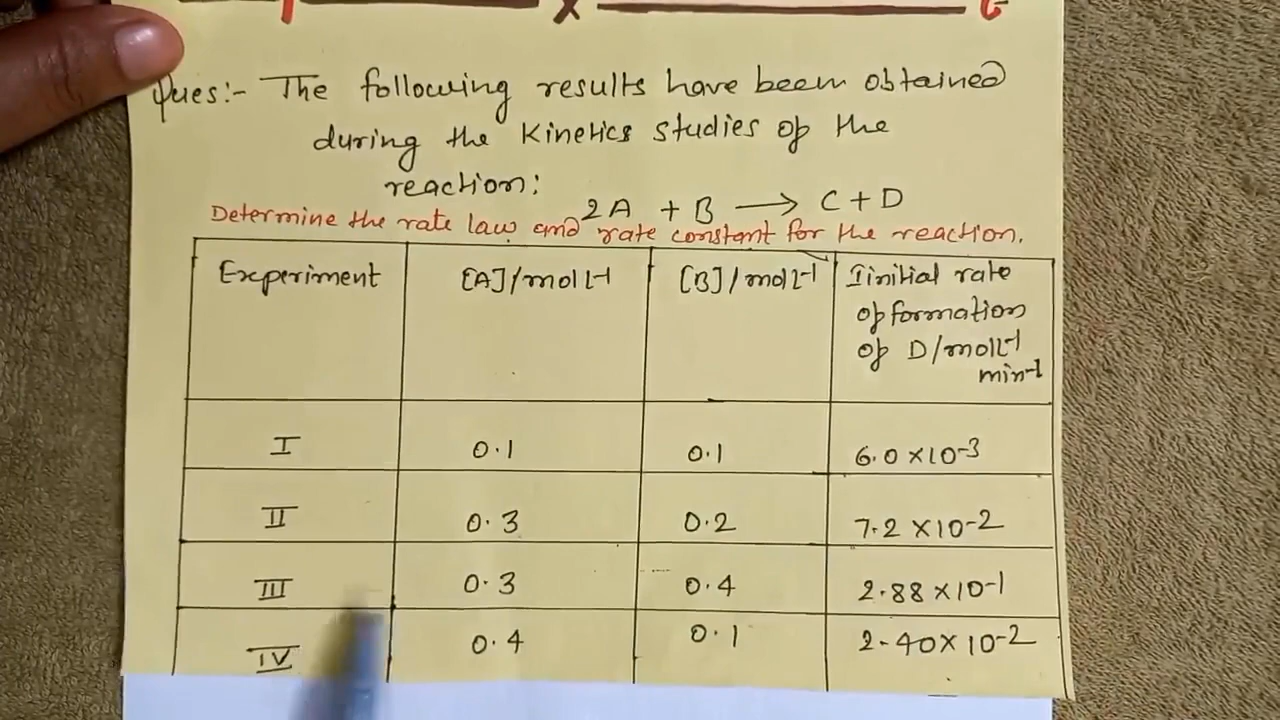 Ques:- The following results have been obtained
during the Kinetics studies of the
reaction:
2A + B → C + D
Determine the rate law and rate constant for the reaction.
Experiment [A]/mol L-1 [B]/mol L-1 Iinitial rate of formation of D/mol L-1 min-1
I 0.1 0.1 6.0 × 10-3
II 0.3 0.2 7.2 × 10-2
III 0.3 0.4 2.88 × 10-1
IV 0.4 0.1 2.40 × 10-2